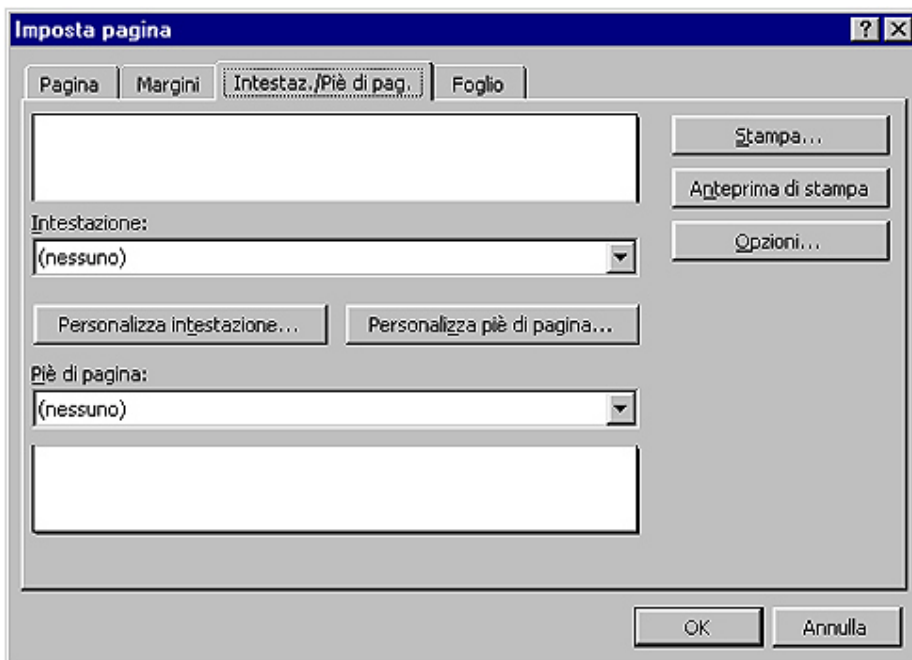 Imposta pagina
Pagina Margini Intestaz./Piè di pag. Foglio
Stampa...
Anteprima di stampa
Intestazione:
Opzioni...
(nessuno)
Personalizza intestazione... Personalizza piè di pagina...
Piè di pagina:
(nessuno)
OK Annulla